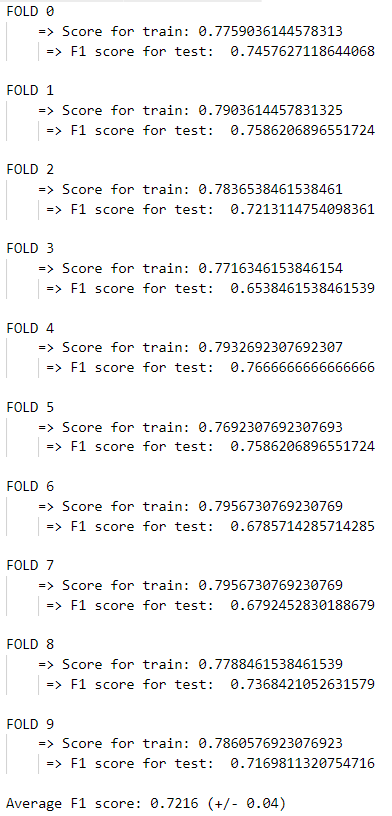 FOLD 0
=> Score for train: 0.7759036144578313
=> F1 score for test:  0.7457627118644068
FOLD 1
=> Score for train: 0.7903614457831325
=> F1 score for test:  0.7586206896551724
FOLD 2
=> Score for train: 0.7836538461538461
=> F1 score for test:  0.7213114754098361
FOLD 3
=> Score for train: 0.7716346153846154
=> F1 score for test:  0.6538461538461539
FOLD 4
=> Score for train: 0.7932692307692307
=> F1 score for test:  0.7666666666666666
FOLD 5
=> Score for train: 0.7692307692307693
=> F1 score for test:  0.7586206896551724
FOLD 6
=> Score for train: 0.7956730769230769
=> F1 score for test:  0.6785714285714285
FOLD 7
=> Score for train: 0.7956730769230769
=> F1 score for test:  0.6792452830188679
FOLD 8
=> Score for train: 0.7788461538461539
=> F1 score for test:  0.7368421052631579
FOLD 9
=> Score for train: 0.7860576923076923
=> F1 score for test:  0.7169811320754716
Average F1 score: 0.7216 (+/- 0.04)